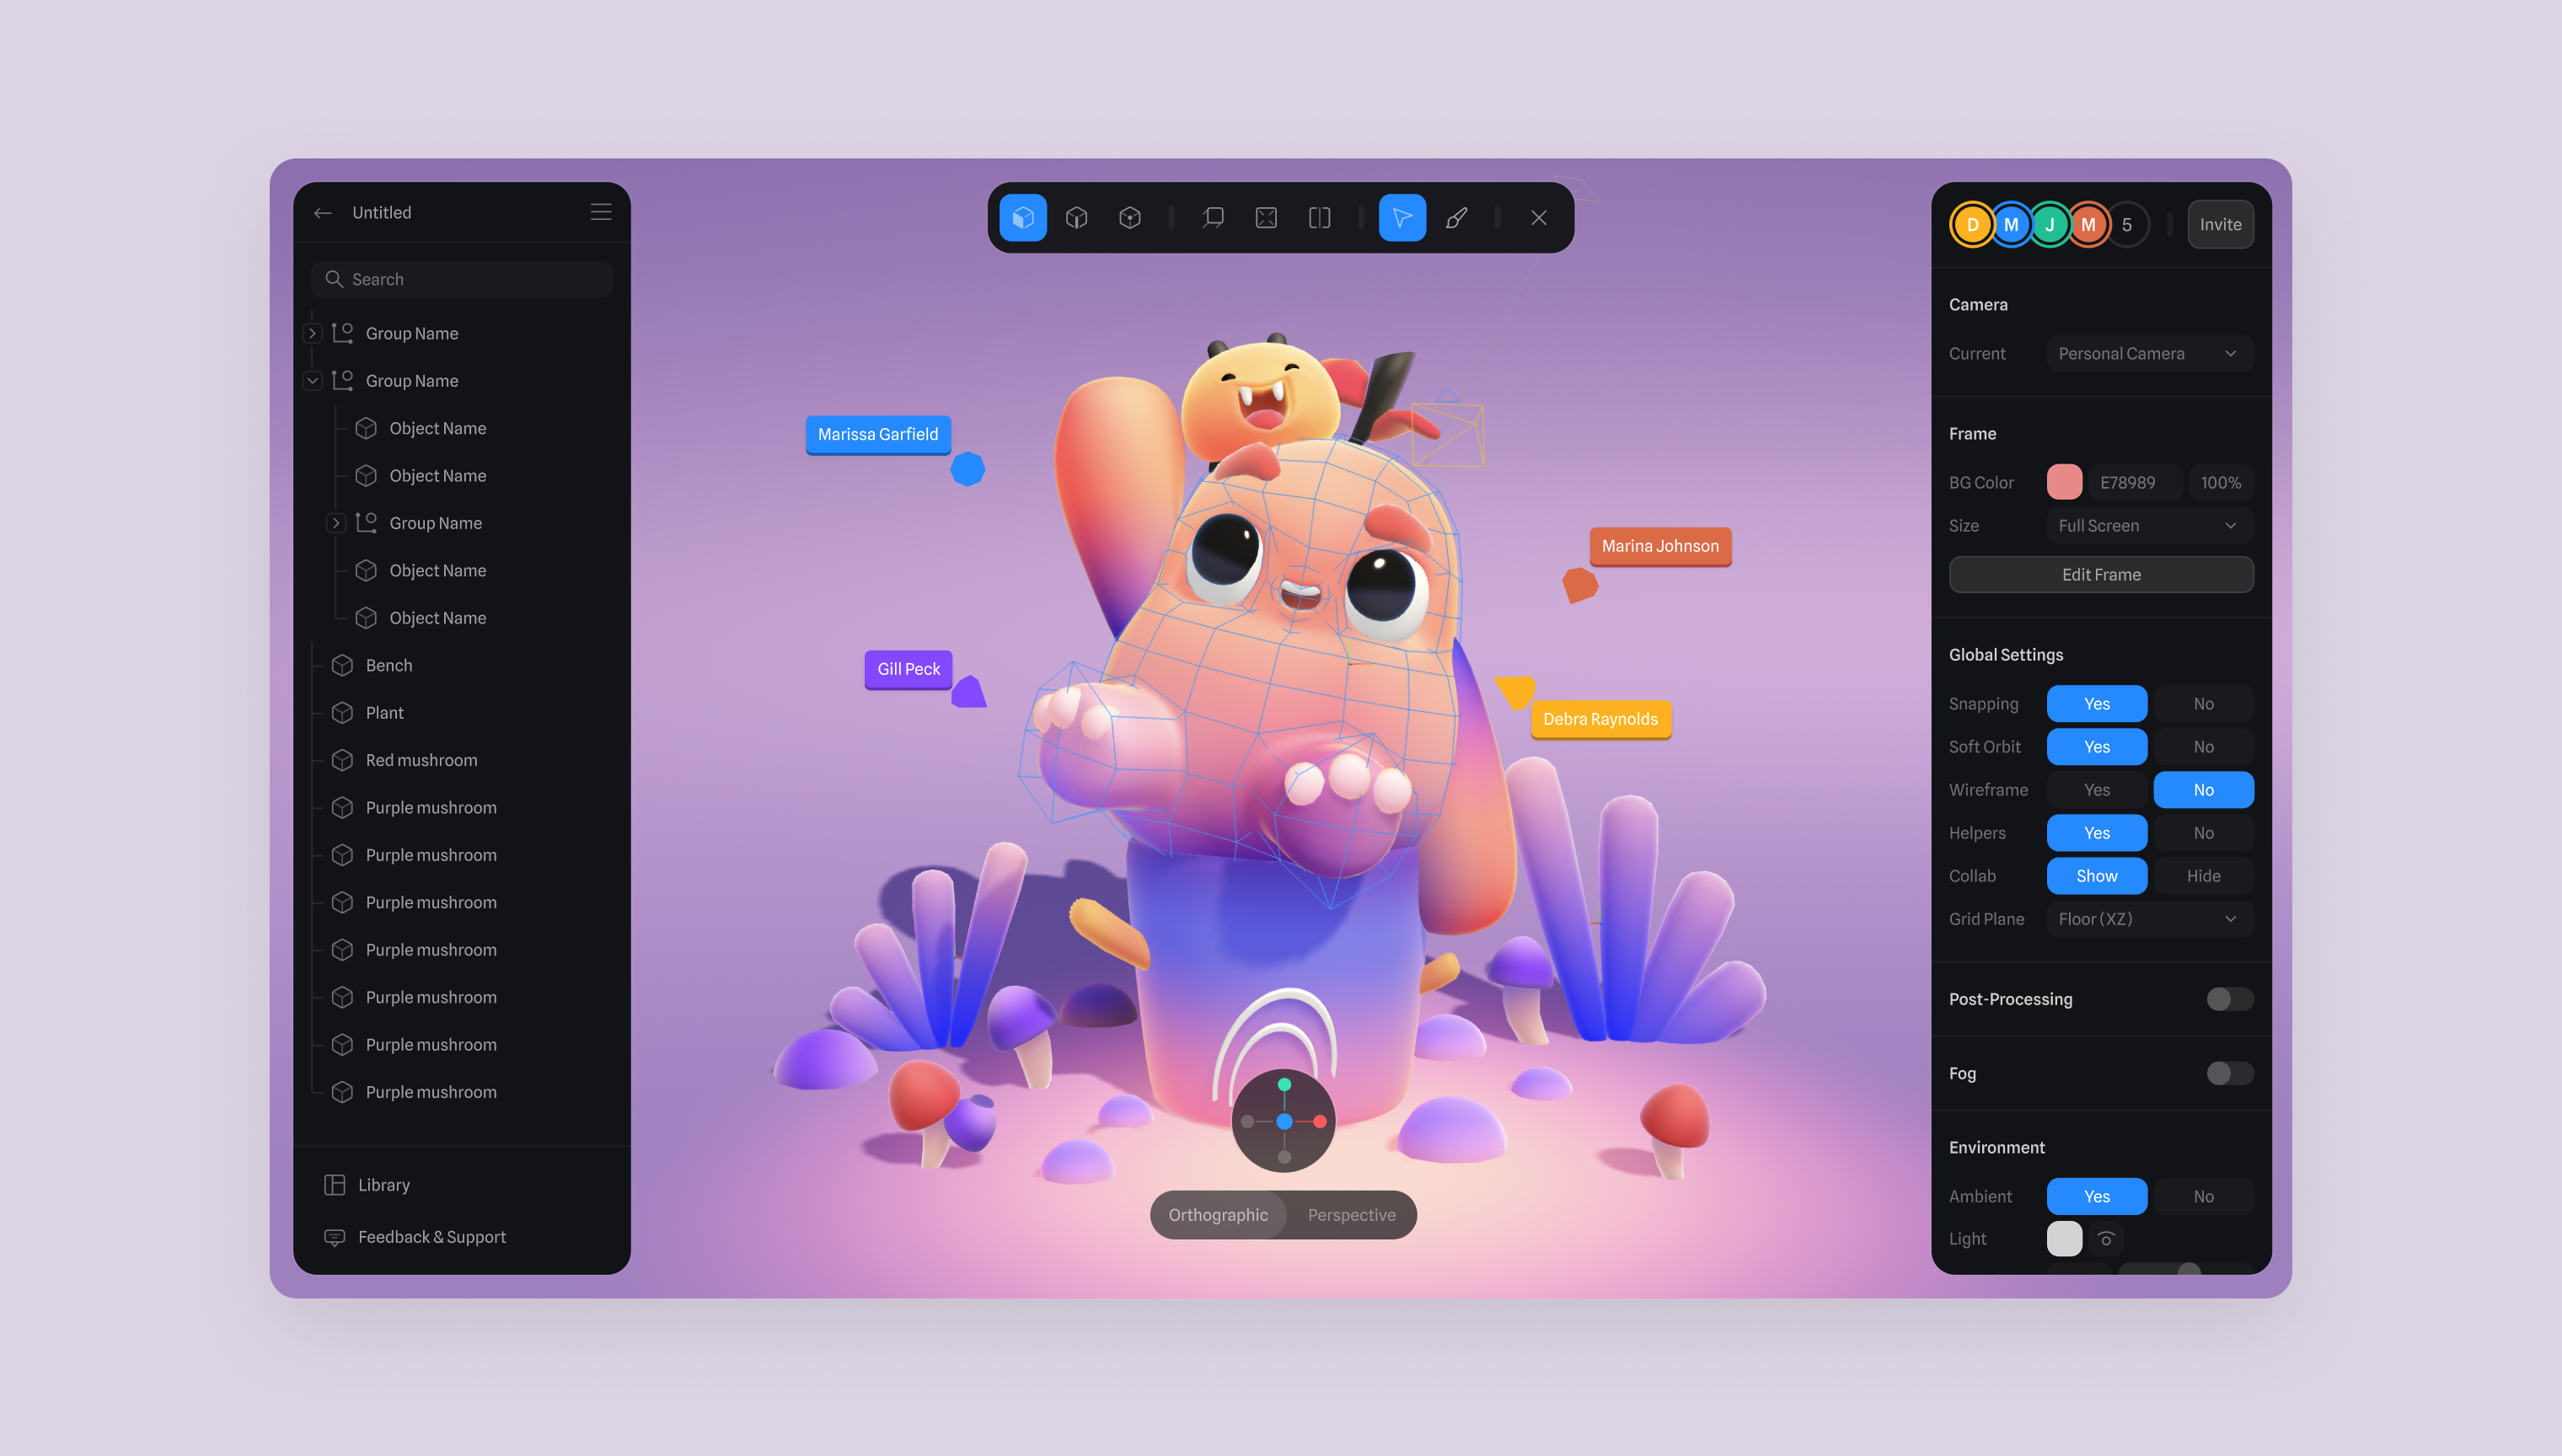 Untitled
Search
Group Name
Group Name
Object Name
Object Name
Group Name
Object Name
Object Name
Bench
Plant
Red mushroom
Purple mushroom
Purple mushroom
Purple mushroom
Purple mushroom
Purple mushroom
Purple mushroom
Purple mushroom
Library
Feedback & Support
Marissa Garfield
Marina Johnson
Gill Peck
Debra Raynolds
Orthographic Perspective
D M J M 5 Invite
Camera
Current Personal Camera
Frame
BG Color E78989 100%
Size Full Screen
Edit Frame
Global Settings
Snapping Yes No
Soft Orbit Yes No
Wireframe Yes No
Helpers Yes No
Collab Show Hide
Grid Plane Floor (XZ)
Post-Processing
Fog
Environment
Ambient Yes No
Light